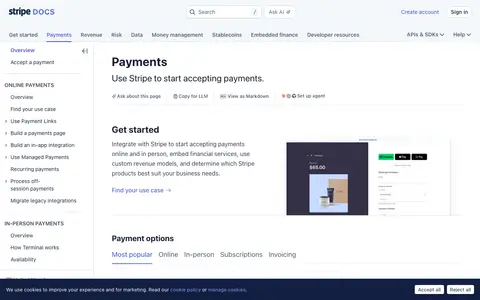 stripe DOCS
Search
/
Ask AI
Create account
Sign in
Get started
Payments
Revenue
Risk
Data
Money management
Stablecoins
Embedded finance
Developer resources
APIs & SDKs
Help
Overview
Accept a payment
ONLINE PAYMENTS
Overview
Find your use case
Use Payment Links
Build a payments page
Build an in-app integration
Use Managed Payments
Recurring payments
Process off-
session payments
Migrate legacy integrations
IN-PERSON PAYMENTS
Overview
How Terminal works
Availability
Payments
Use Stripe to start accepting payments.
Ask about this page
Copy for LLM
View as Markdown
Set up agent
Get started
Integrate with Stripe to start accepting payments
online and in person, embed financial services, use
custom revenue models, and determine which Stripe
products best suit your business needs.
Find your use case →
$65.00
Payment options
Most popular
Online
In-person
Subscriptions
Invoicing
We use cookies to improve your experience and for marketing. Read our cookie policy or manage cookies.
Accept all
Reject all